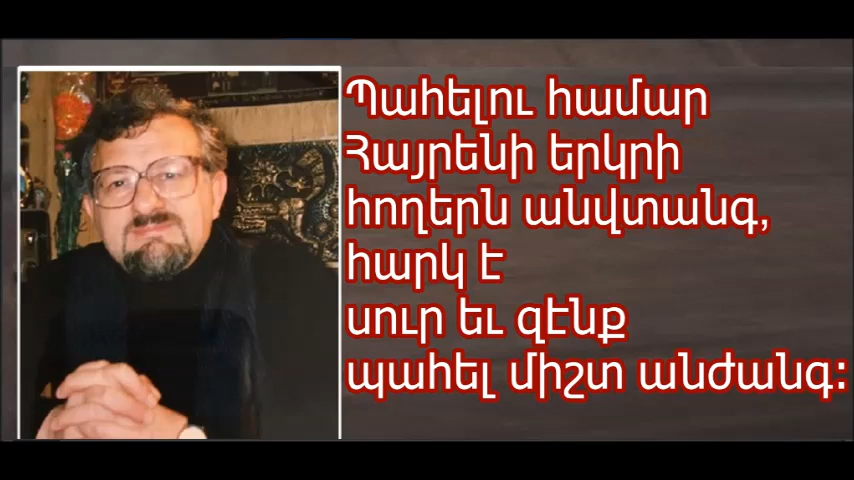 Պահելու համար
Հայրենի երկրի
հողերն անվտանգ,
հարկ է
սուր եւ զէնք
պահել միշտ անժանգ: